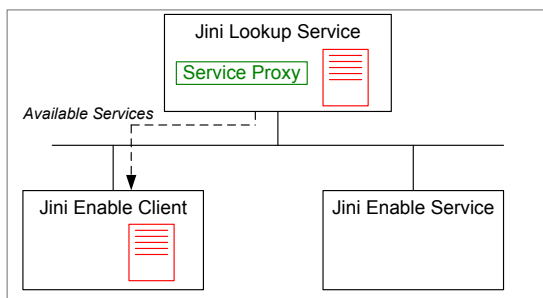 Jini Lookup Service
Service Proxy
Available Services
Jini Enable Client
Jini Enable Service